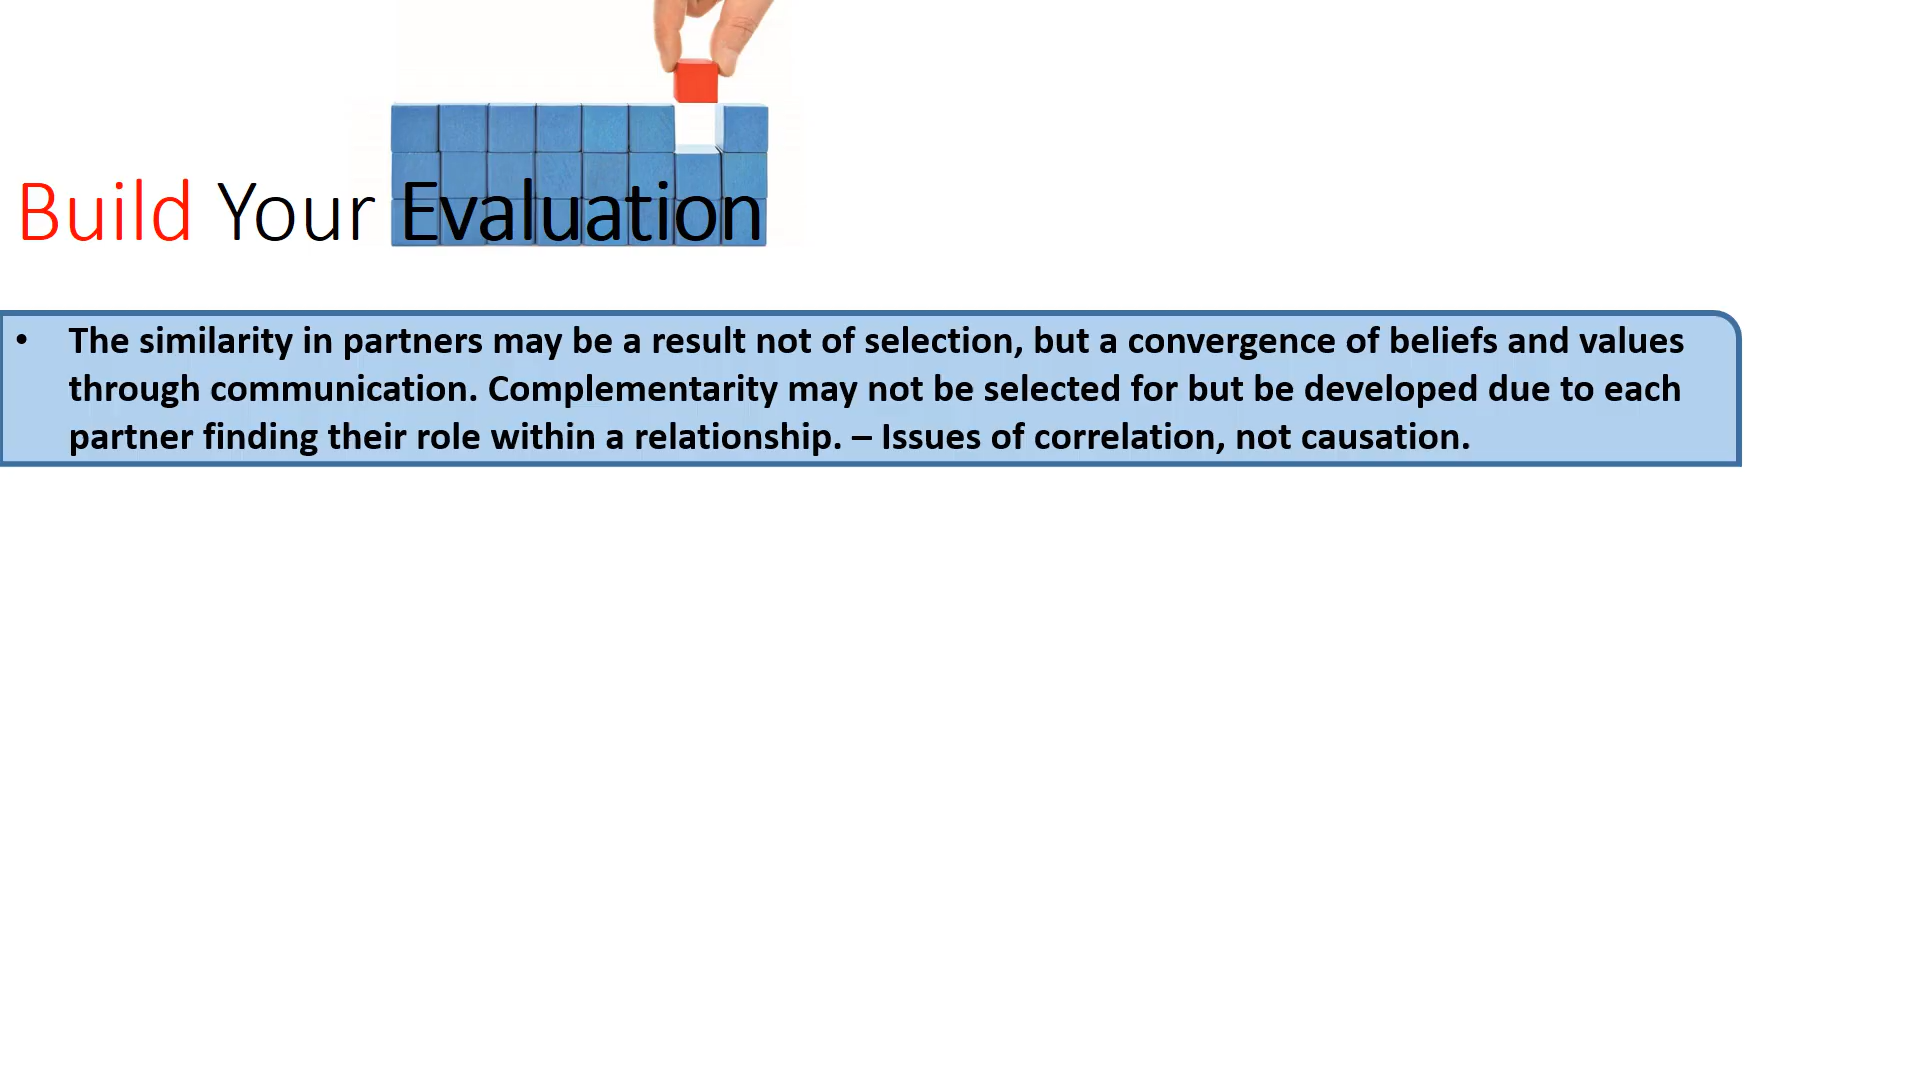 Build Your Evaluation
• The similarity in partners may be a result not of selection, but a convergence of beliefs and values
through communication. Complementarity may not be selected for but be developed due to each
partner finding their role within a relationship. – Issues of correlation, not causation.